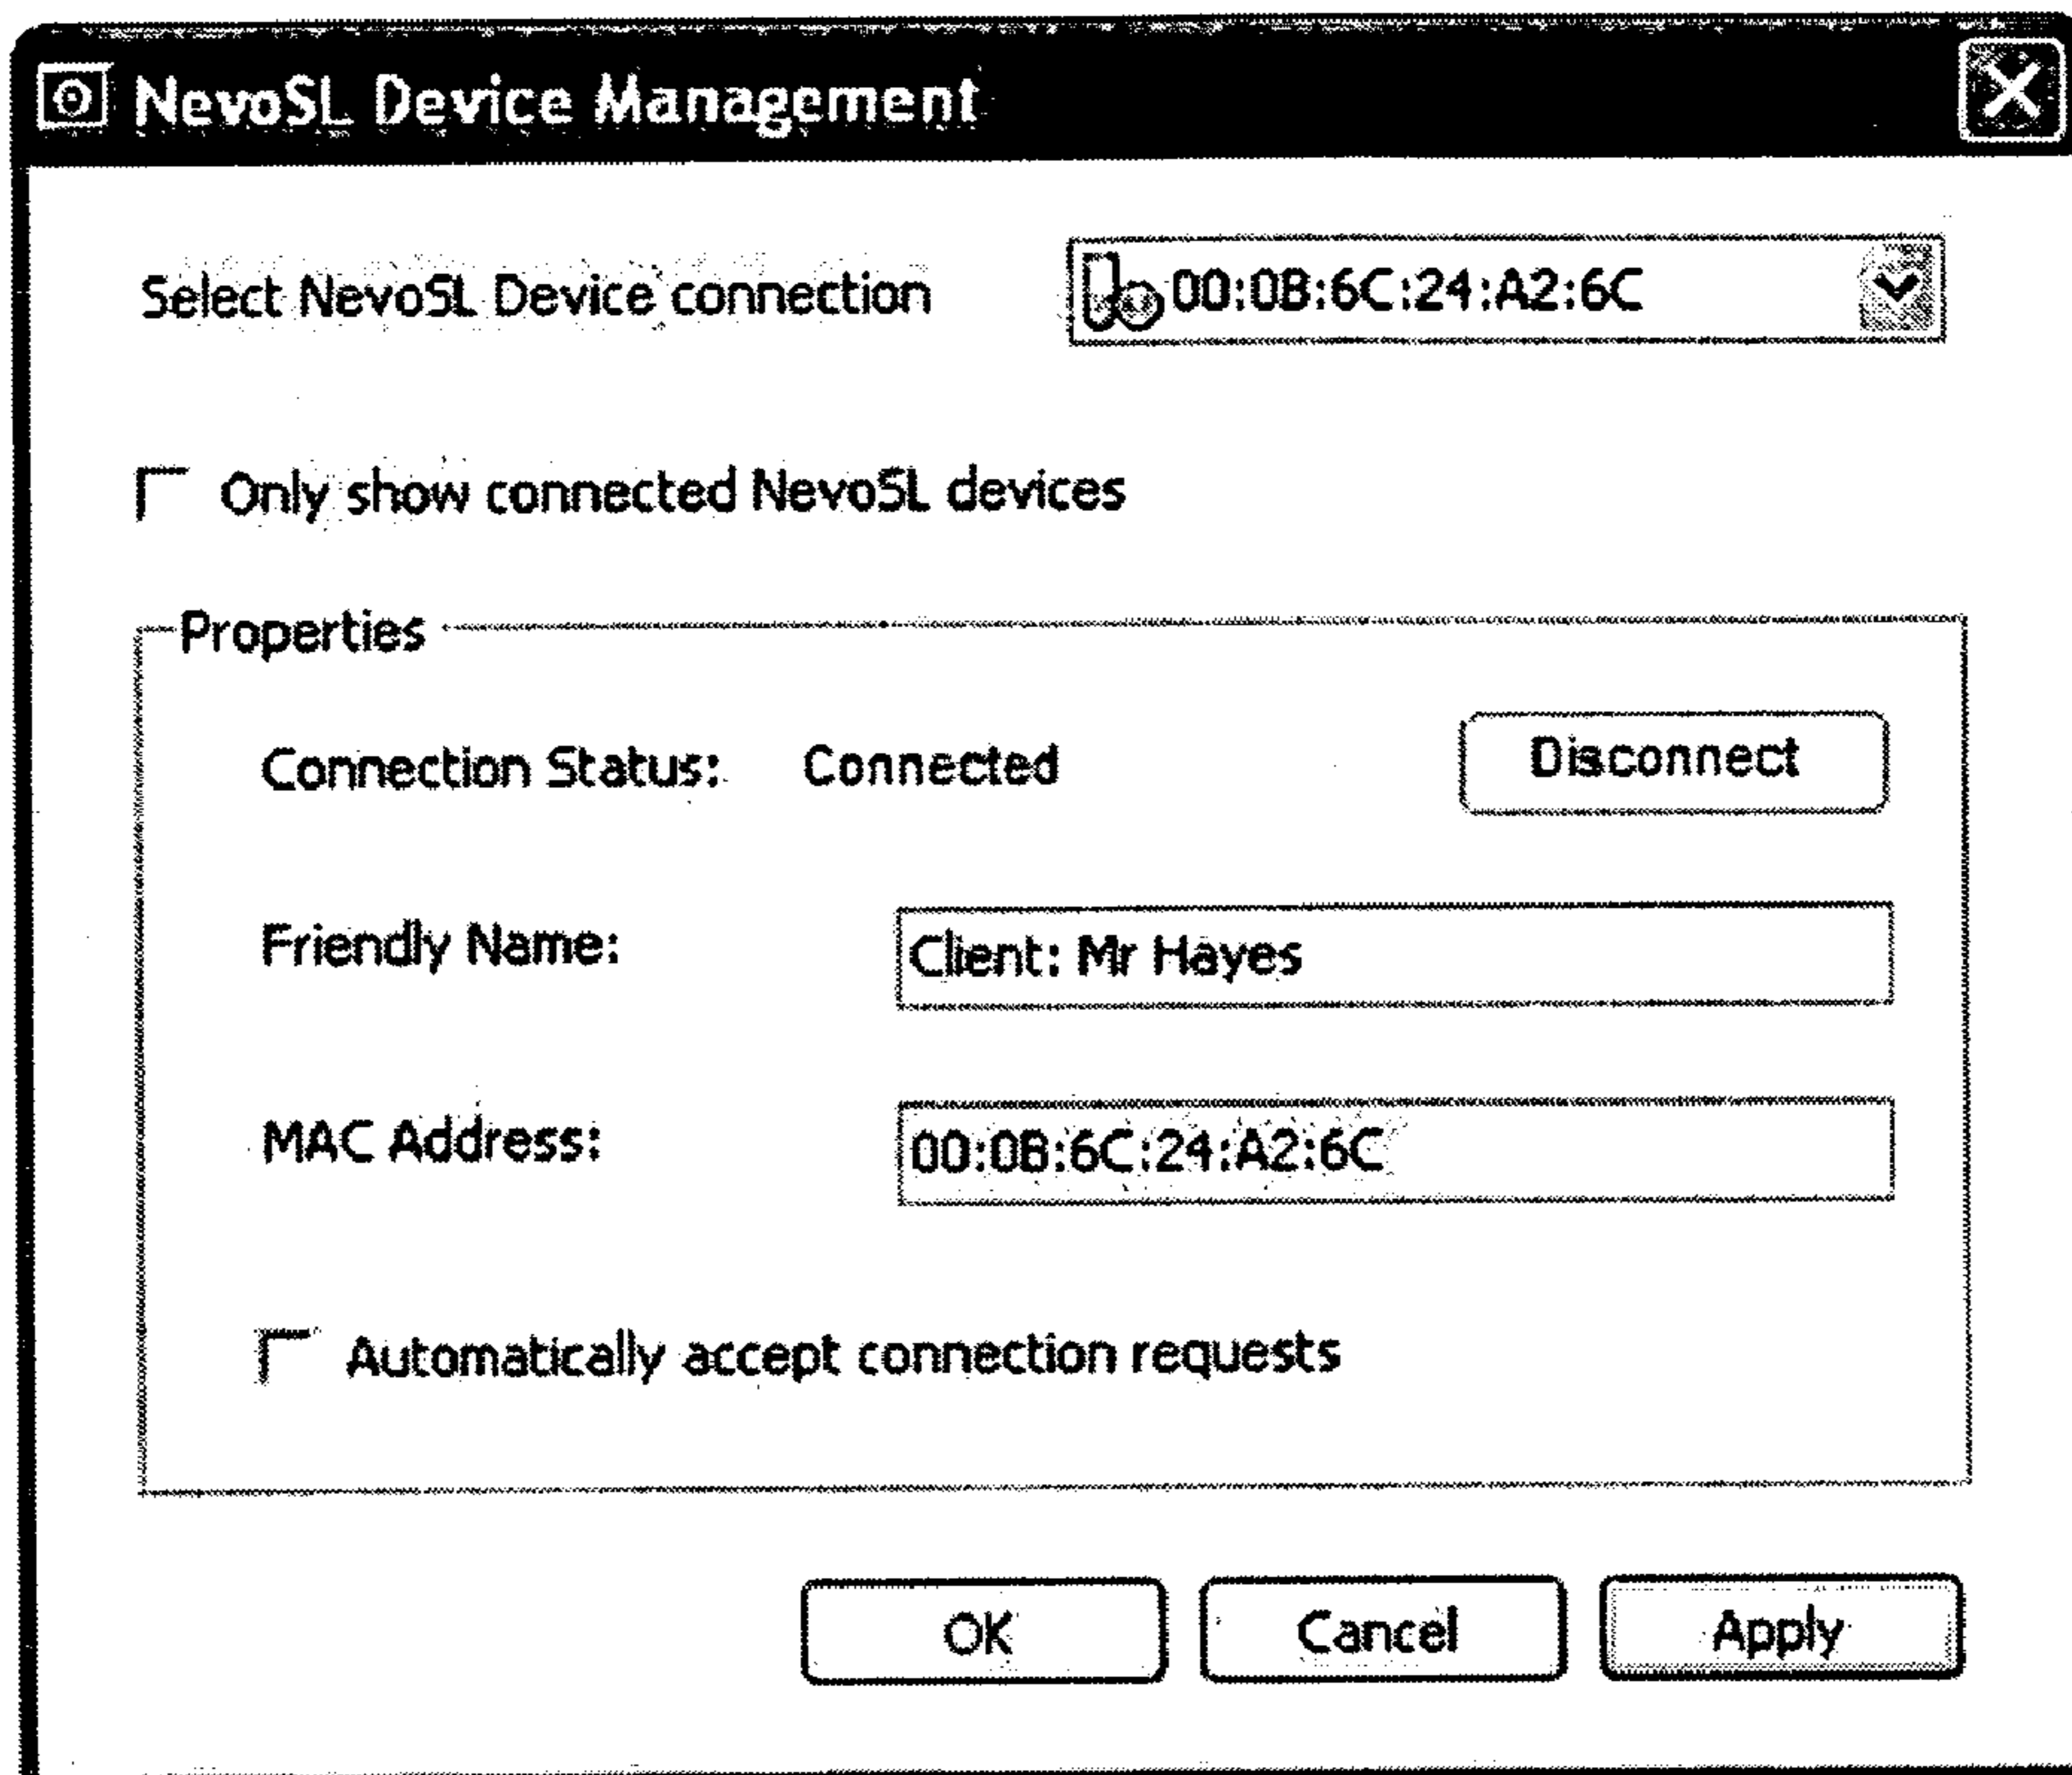 NevoSL Device Management
Select NevoSL Device connection 00:0B:6C:24:A2:6C
Only show connected NevoSL devices
Properties
Connection Status: Connected Disconnect
Friendly Name: Client: Mr Hayes
MAC Address: 00:0B:6C:24:A2:6C
Automatically accept connection requests
OK Cancel Apply